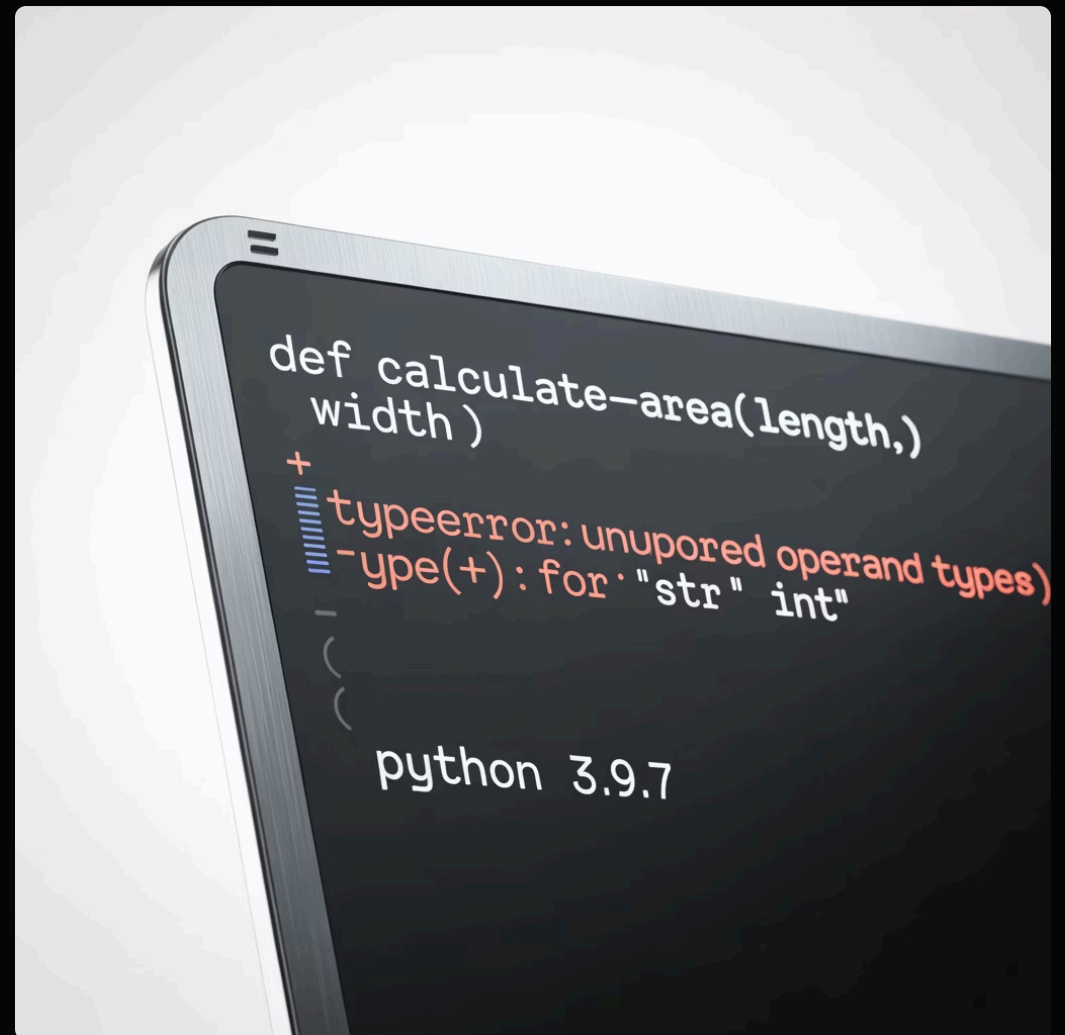 def calculate-area(length,)
width)
+
typeerror: unupored operand types)
-ype(+): for·"str" int"
-
(
(
python 3.9.7